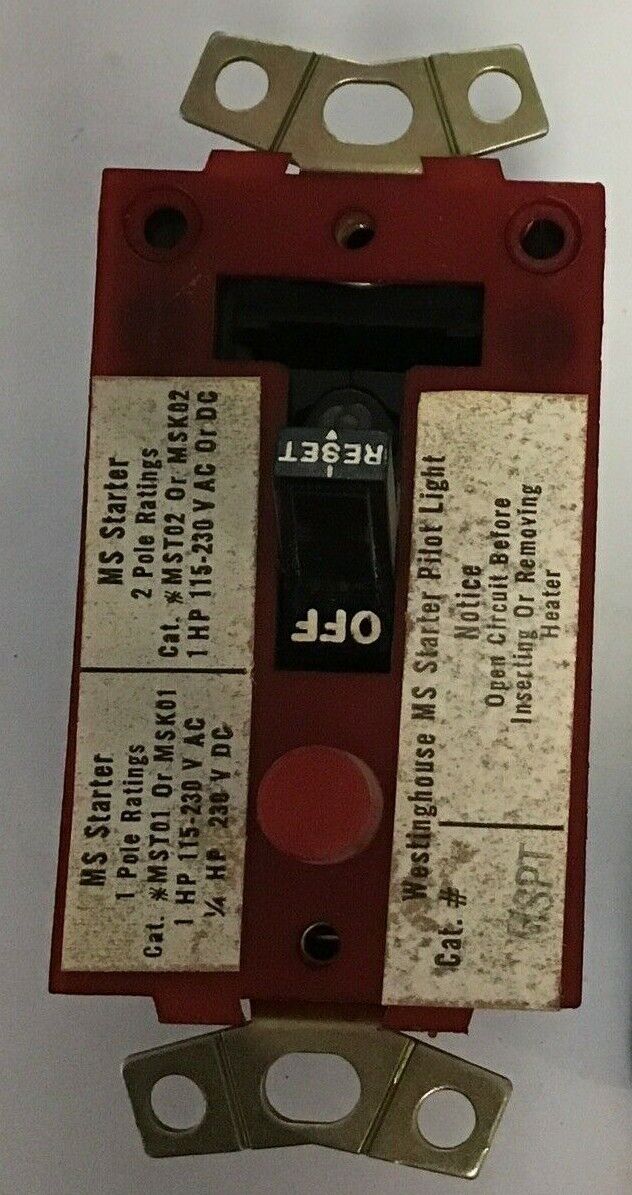 RESET
OFF
MS Starter
1 Pole Ratings
Cat. *MST01 Or MSK01
1 HP 115-230 V AC
¼ HP 230 V DC
MS Starter
2 Pole Ratings
Cat. *MST02 Or MSK02
1 HP 115-230 V AC Or DC
Westinghouse MS Starter Pilot Light
Cat. #
MSPT
Notice
Open Circuit Before
Inserting Or Removing
Heater